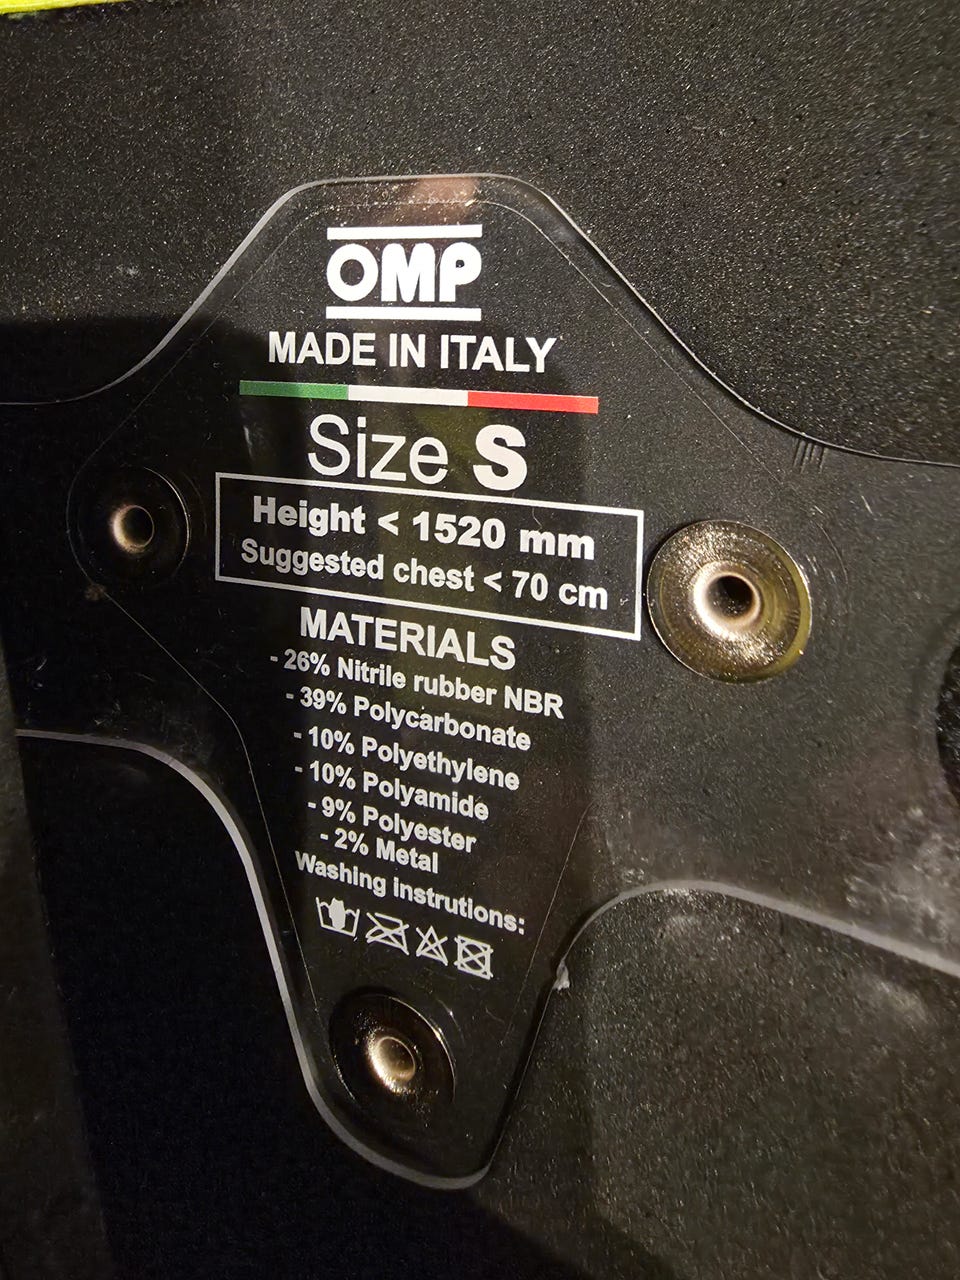 OMP
MADE IN ITALY
Size S
Height < 1520 mm
Suggested chest < 70 cm
MATERIALS
- 26% Nitrile rubber NBR
- 39% Polycarbonate
- 10% Polyethylene
- 10% Polyamide
- 9% Polyester
- 2% Metal
Washing instrutions: